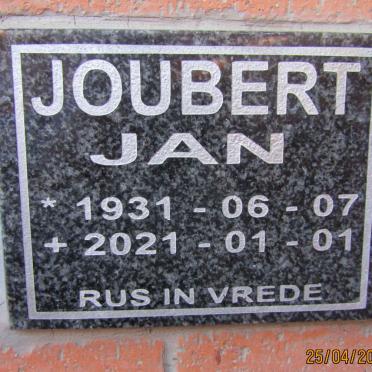 JOUBERT
JAN
* 1931 - 06 - 07
+ 2021 - 01 - 01
RUS IN VREDE
25/04/20